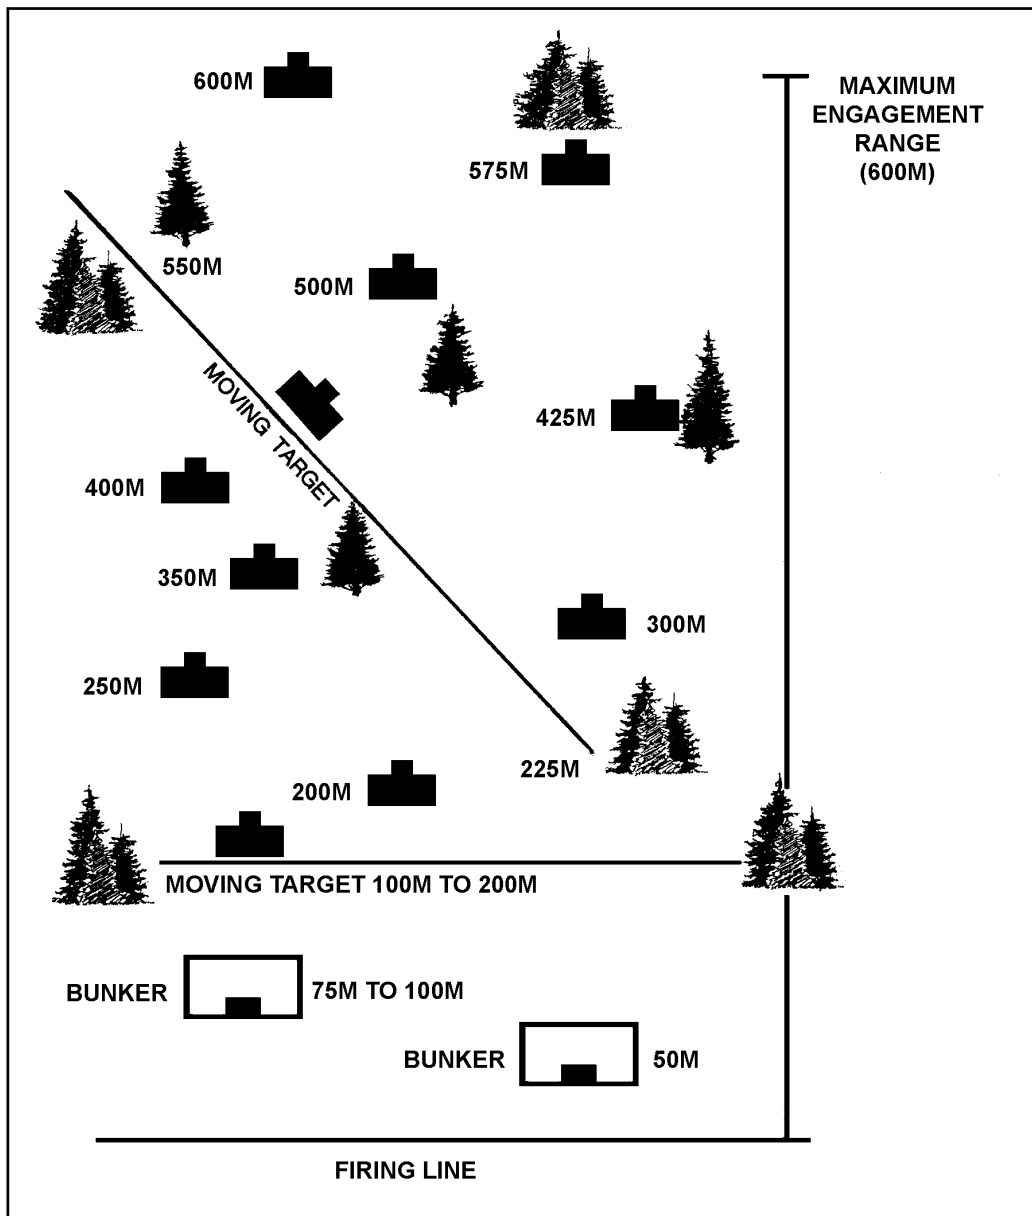 600M
MAXIMUM
ENGAGEMENT
RANGE
(600M)
575M
550M
500M
MOVING TARGET
425M
400M
350M
300M
250M
225M
200M
MOVING TARGET 100M TO 200M
BUNKER
75M TO 100M
BUNKER
50M
FIRING LINE